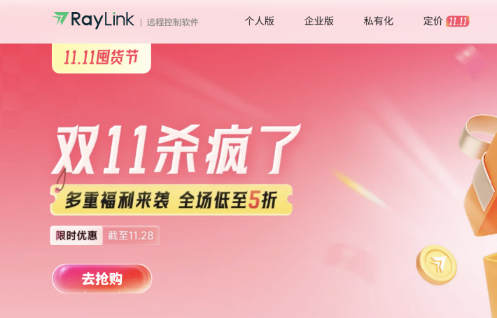 RayLink | 远程控制软件 个人版 企业版 私有化 定价 11.11
11.11囤货节
双11杀疯了
多重福利来袭 全场低至5折
限时优惠 截至11.28
去抢购